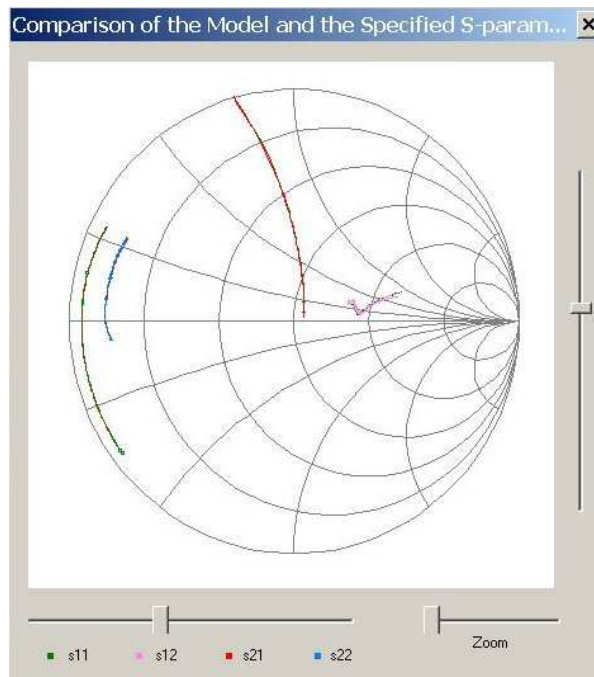 Comparison of the Model and the Specified S-param...
Zoom
s11 s12 s21 s22